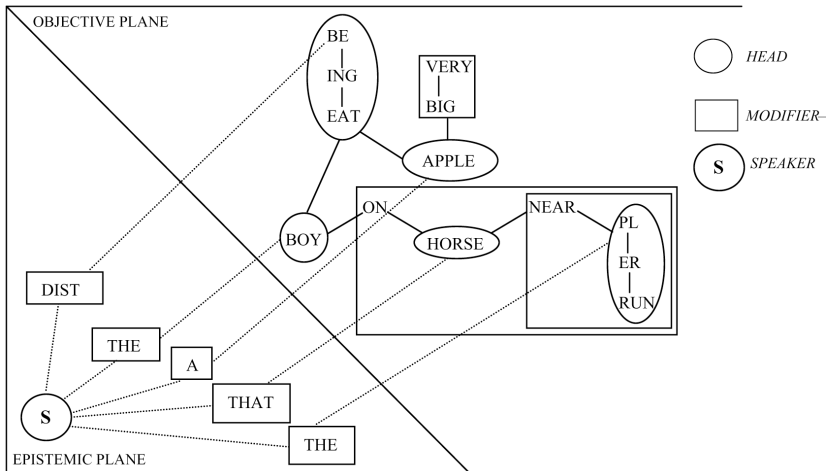 OBJECTIVE PLANE
BE
ING
EAT
VERY
BIG
APPLE
HEAD
MODIFIER–
S
SPEAKER
ON
NEAR
BOY
HORSE
PL
ER
RUN
DIST
THE
A
THAT
S
THE
EPISTEMIC PLANE